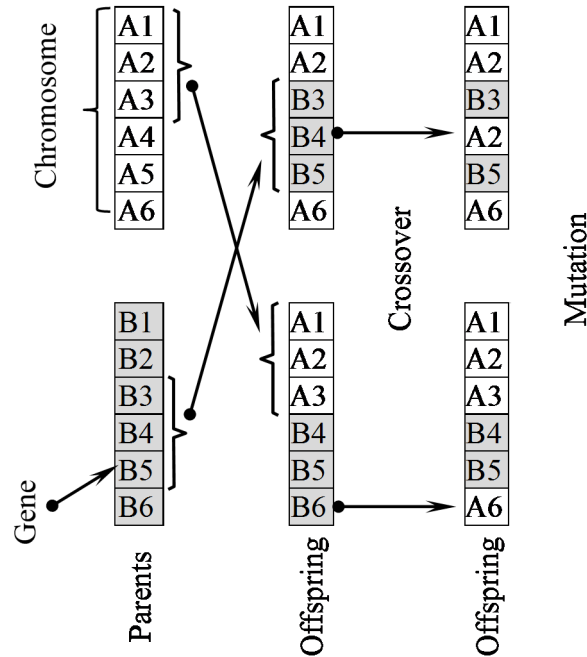 Chromosome
A1
A2
A3
A4
A5
A6
Gene
B1
B2
B3
B4
B5
B6
Parents
A1
A2
B3
B4
B5
A6
A1
A2
A3
B4
B5
B6
Offspring
Crossover
A1
A2
B3
A2
B5
A6
A1
A2
A3
B4
B5
A6
Offspring
Mutation